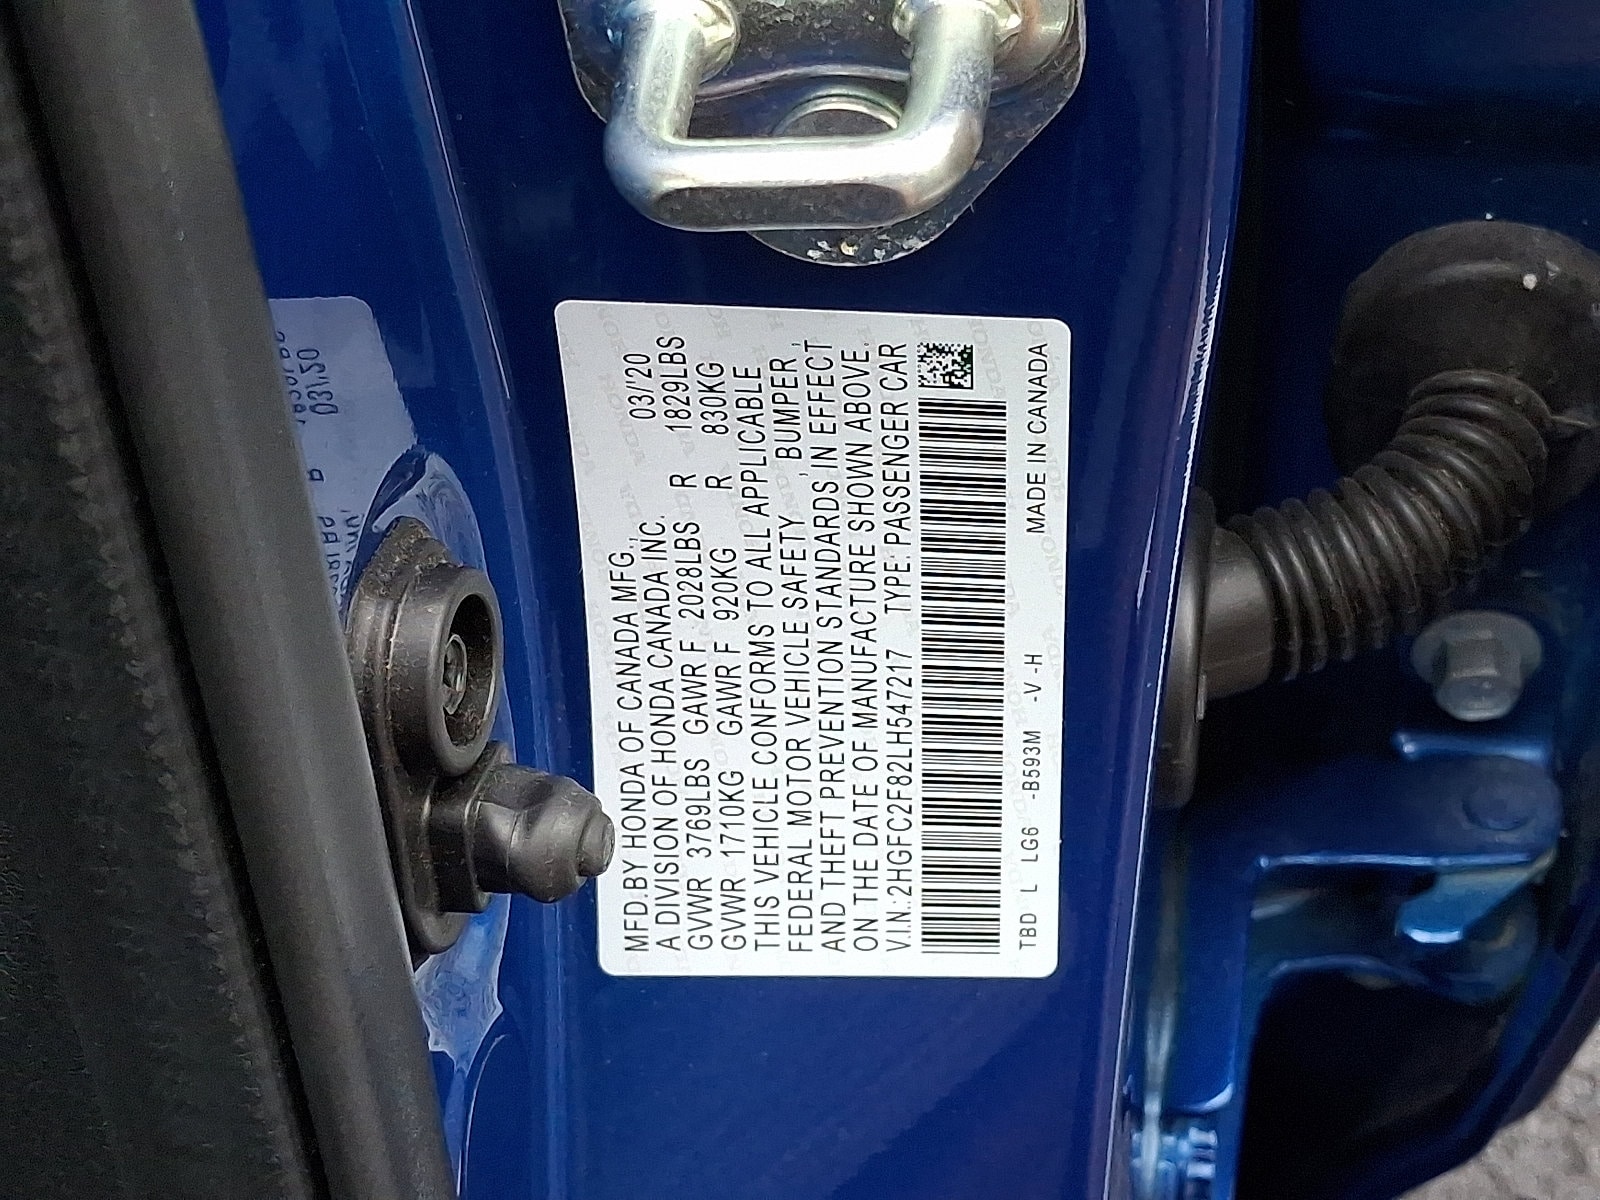 MFD.BY HONDA OF CANADA MFG., 03/'20
A DIVISION OF HONDA CANADA INC.
GVWR 3769LBS GAWR F 2028LBS R 1829LBS
GVWR 1710KG GAWR F 920KG R 830KG
THIS VEHICLE CONFORMS TO ALL APPLICABLE
FEDERAL MOTOR VEHICLE SAFETY , BUMPER ,
AND THEFT PREVENTION STANDARDS IN EFFECT
ON THE DATE OF MANUFACTURE SHOWN ABOVE.
V.I.N.:2HGFC2F82LH547217 TYPE: PASSENGER CAR
TBD L LG6 -B593M -V-H MADE IN CANADA